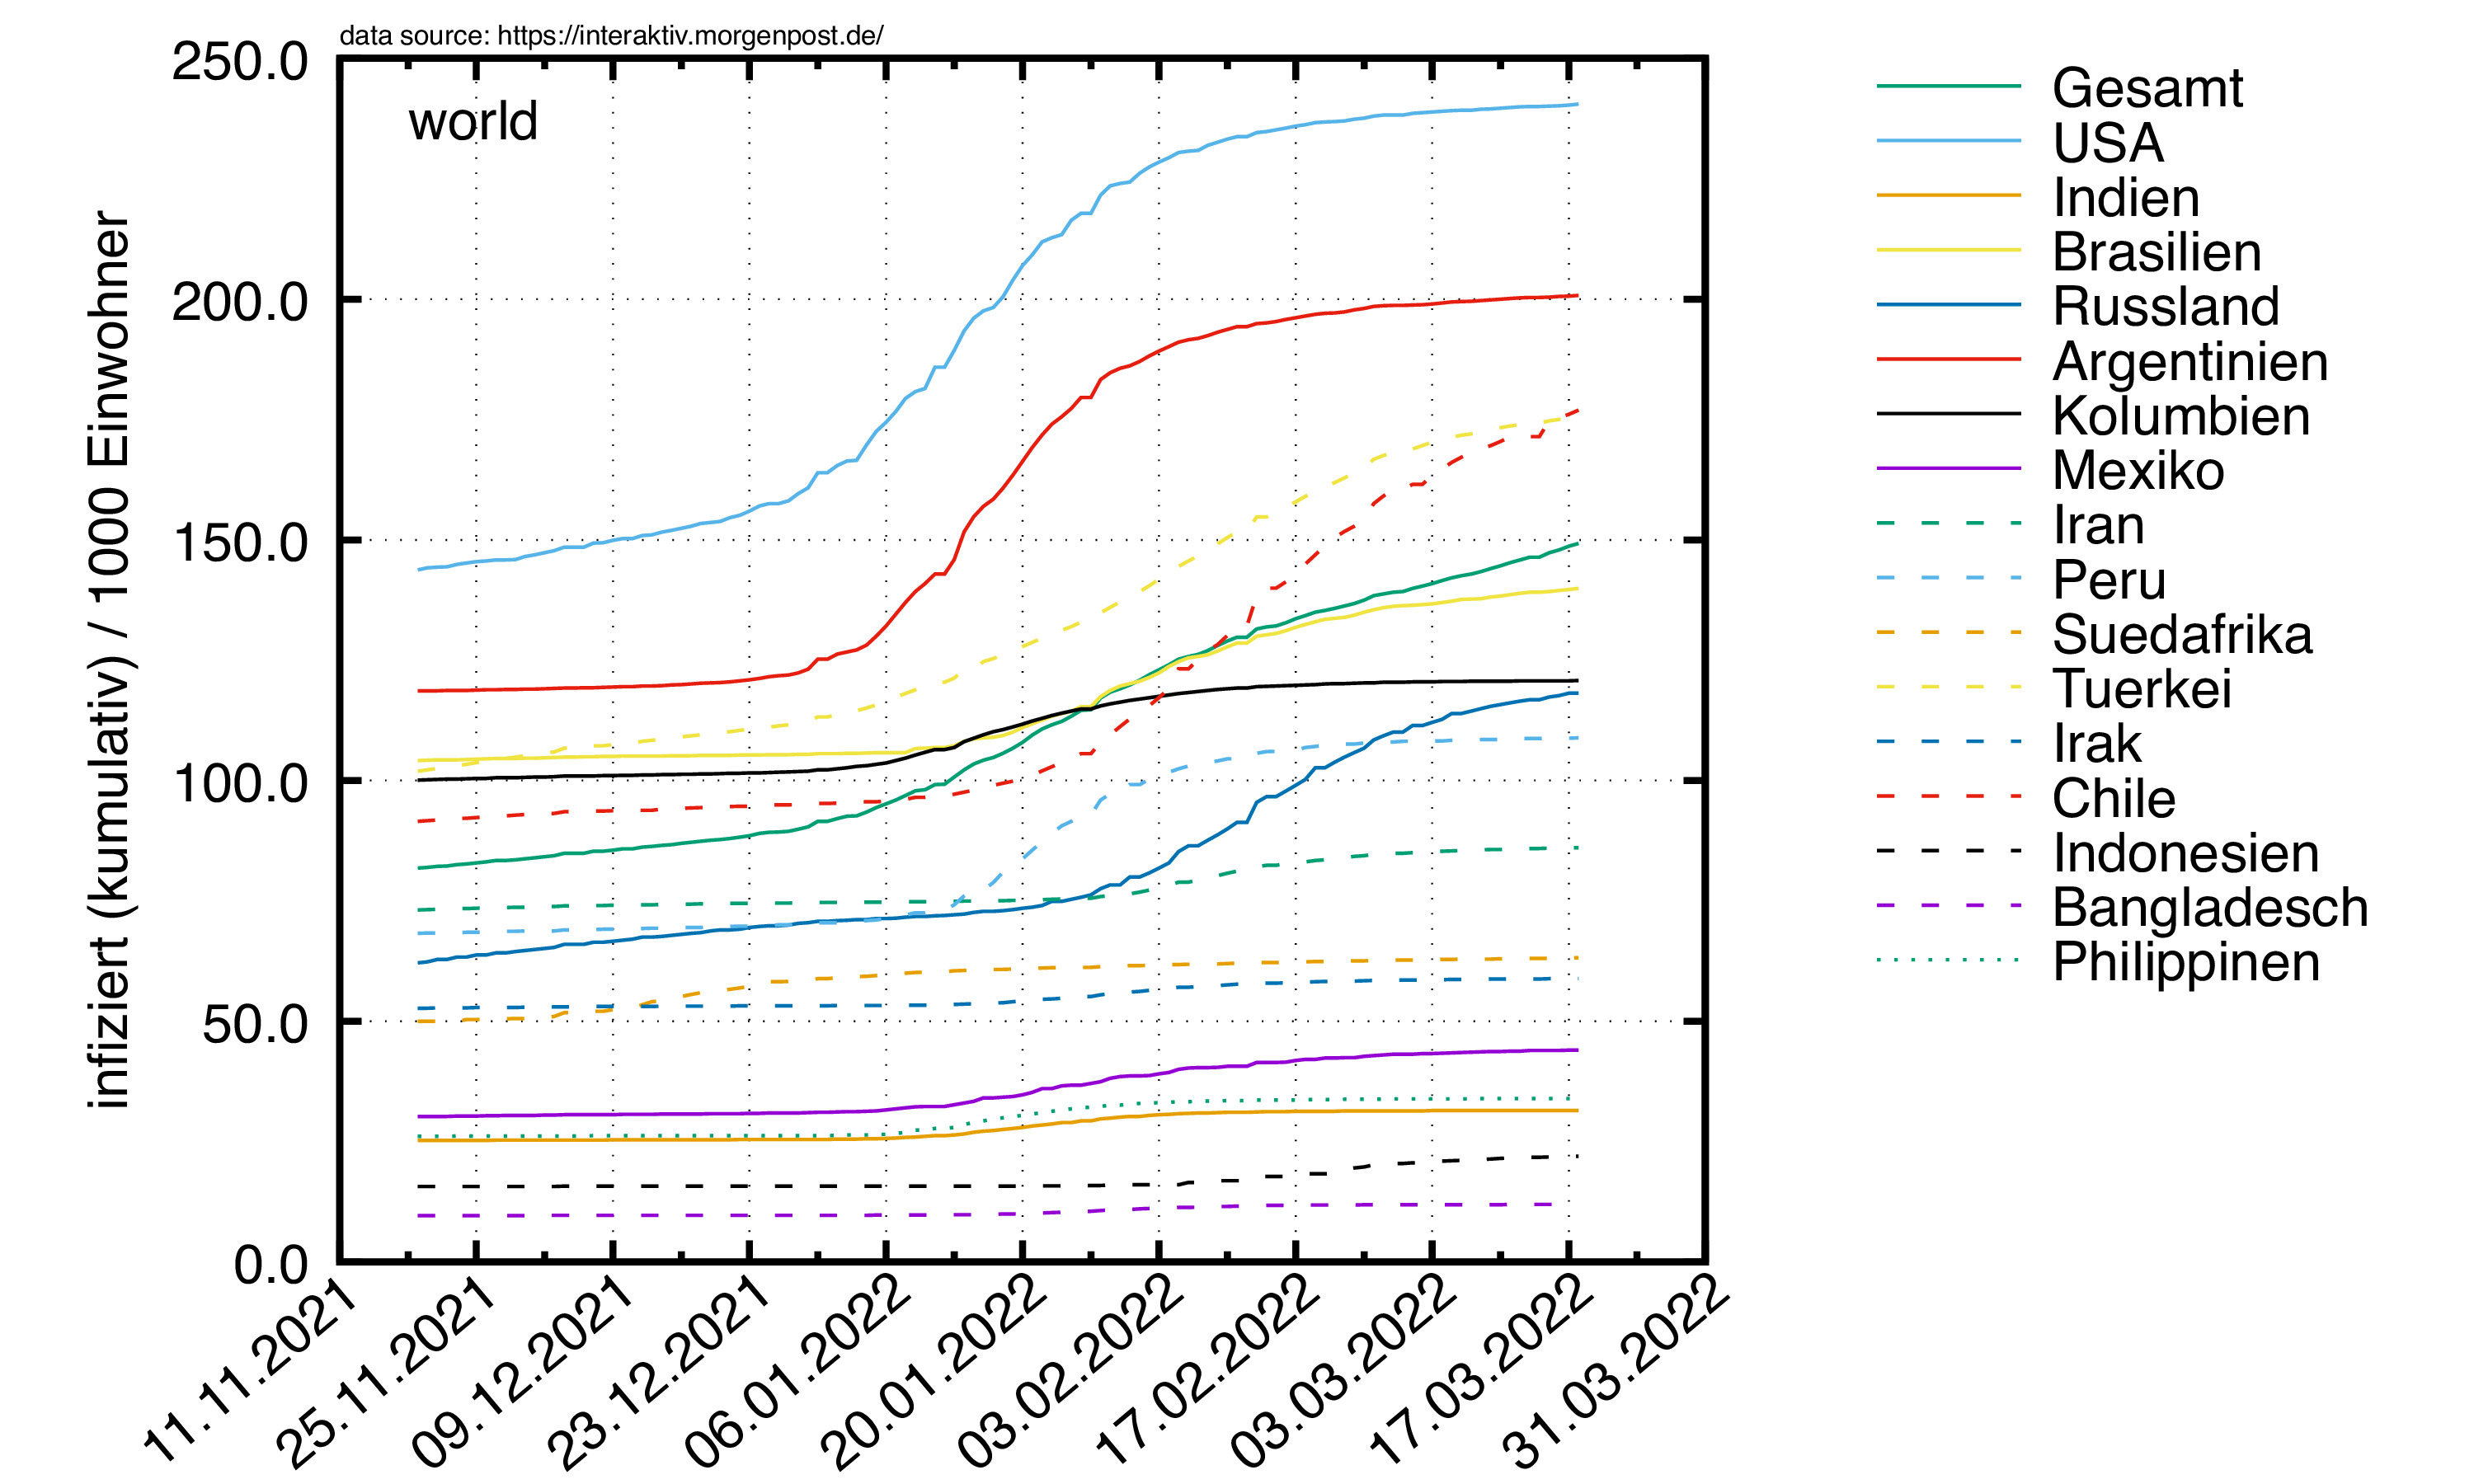 data source: https://interaktiv.morgenpost.de/
world
infiziert (kumulativ) / 1000 Einwohner
250.0
200.0
150.0
100.0
50.0
0.0
11.11.2021
25.11.2021
09.12.2021
23.12.2021
06.01.2022
20.01.2022
03.02.2022
17.02.2022
03.03.2022
17.03.2022
31.03.2022
Gesamt
USA
Indien
Brasilien
Russland
Argentinien
Kolumbien
Mexiko
Iran
Peru
Suedafrika
Tuerkei
Irak
Chile
Indonesien
Bangladesch
Philippinen